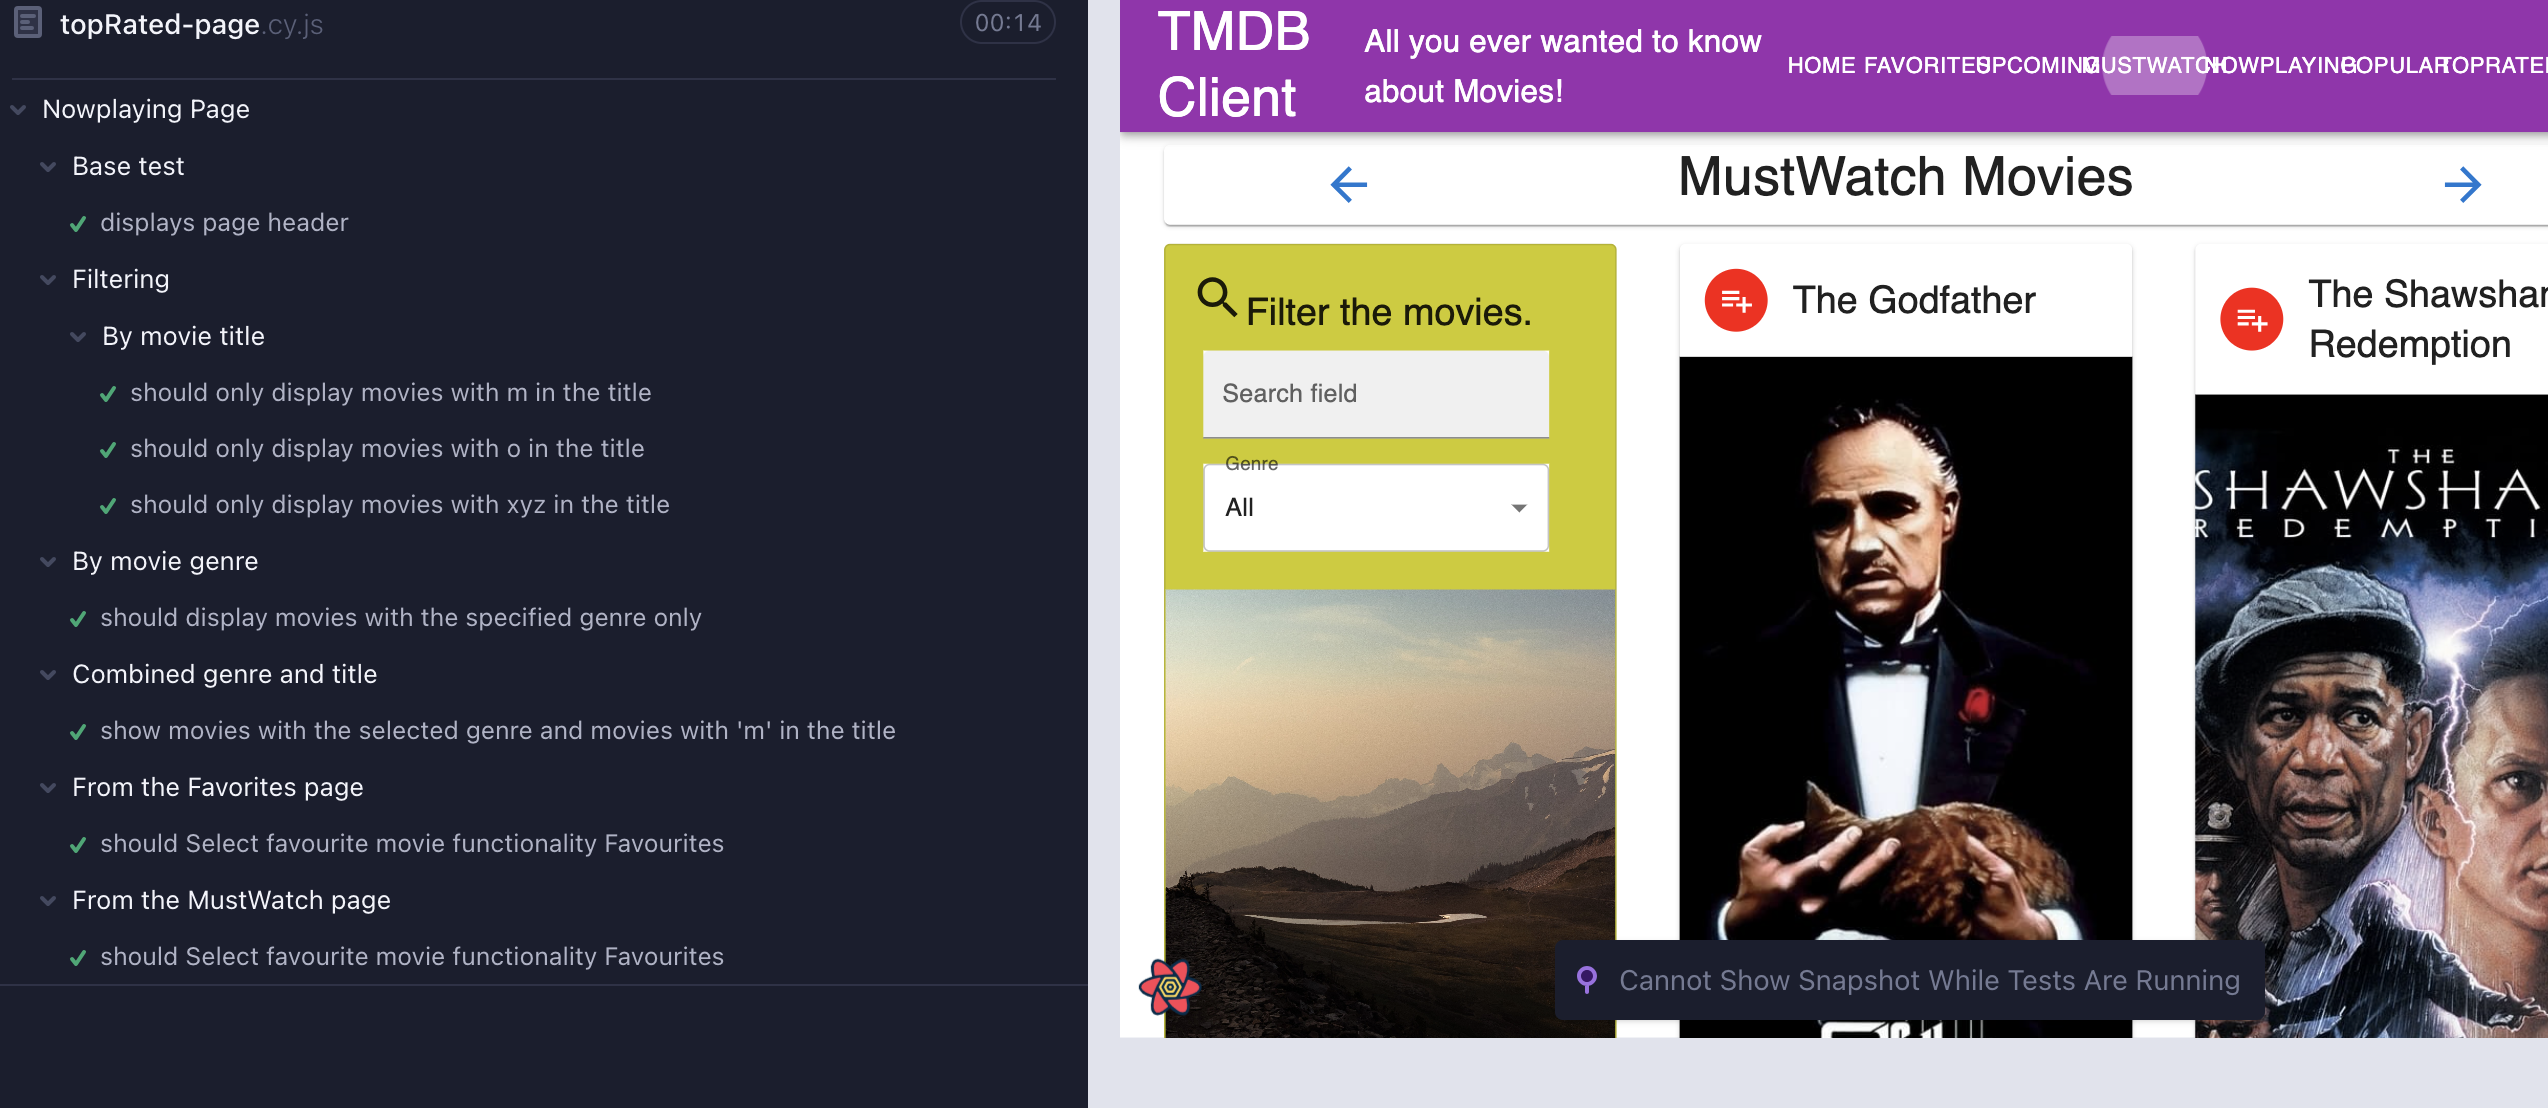 topRated-page.cy.js
00:14
Nowplaying Page
Base test
displays page header
Filtering
By movie title
should only display movies with m in the title
should only display movies with o in the title
should only display movies with xyz in the title
By movie genre
should display movies with the specified genre only
Combined genre and title
show movies with the selected genre and movies with 'm' in the title
From the Favorites page
should Select favourite movie functionality Favourites
From the MustWatch page
should Select favourite movie functionality Favourites
TMDB
Client
All you ever wanted to know
about Movies!
HOME FAVORITES UPCOMING MUSTWATCH NOWPLAYING POPULAR TOPRATE
MustWatch Movies
Filter the movies.
Search field
Genre
All
The Godfather
The Shawshan
Redemption
THE
SHAWSHA
REDEMPTI
Cannot Show Snapshot While Tests Are Running